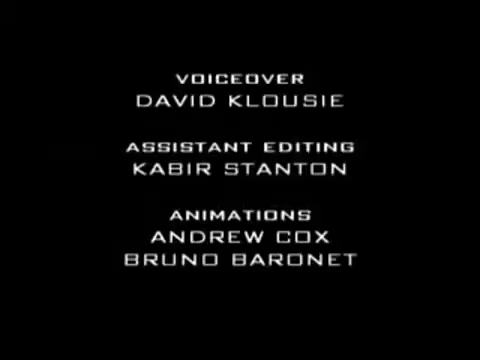 VOICEOVER
DAVID KLOUSIE
ASSISTANT EDITING
KABIR STANTON
ANIMATIONS
ANDREW COX
BRUNO BARONET